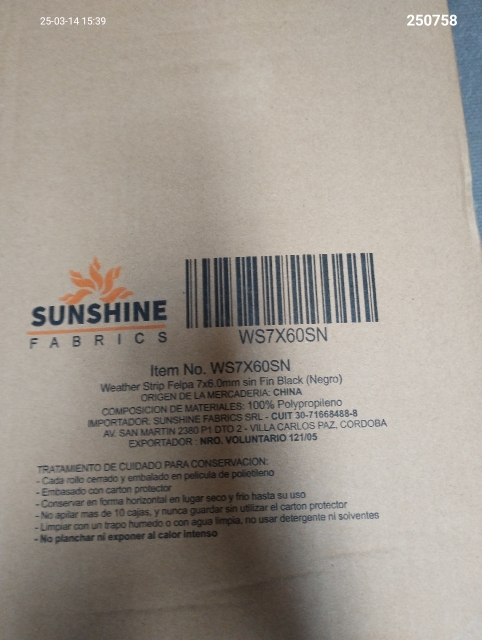 25-03-14 15:39
250758
SUNSHINE
FABRICS
WS7X60SN
Item No. WS7X60SN
Weather Strip Felpa 7x6.0mm sin Fin Black (Negro)
ORIGEN DE LA MERCADERIA: CHINA
COMPOSICION DE MATERIALES: 100% Polypropileno
IMPORTADOR: SUNSHINE FABRICS SRL - CUIT 30-71668488-8
AV. SAN MARTIN 2380 P1 DTO 2 - VILLA CARLOS PAZ, CORDOBA
EXPORTADOR : NRO. VOLUNTARIO 121/05
TRATAMIENTO DE CUIDADO PARA CONSERVACION:
- Cada rollo cerrado y embalado en pelicula de polietileno
- Embasado con carton protector
- Conservar en forma horizontal en lugar seco y frio hasta su uso
- No apilar mas de 10 cajas, y nunca guardar sin utilizar el carton protector
- Limpiar con un trapo humedo o con agua limpia, no usar detergente ni solventes
- No planchar ni exponer al calor intenso